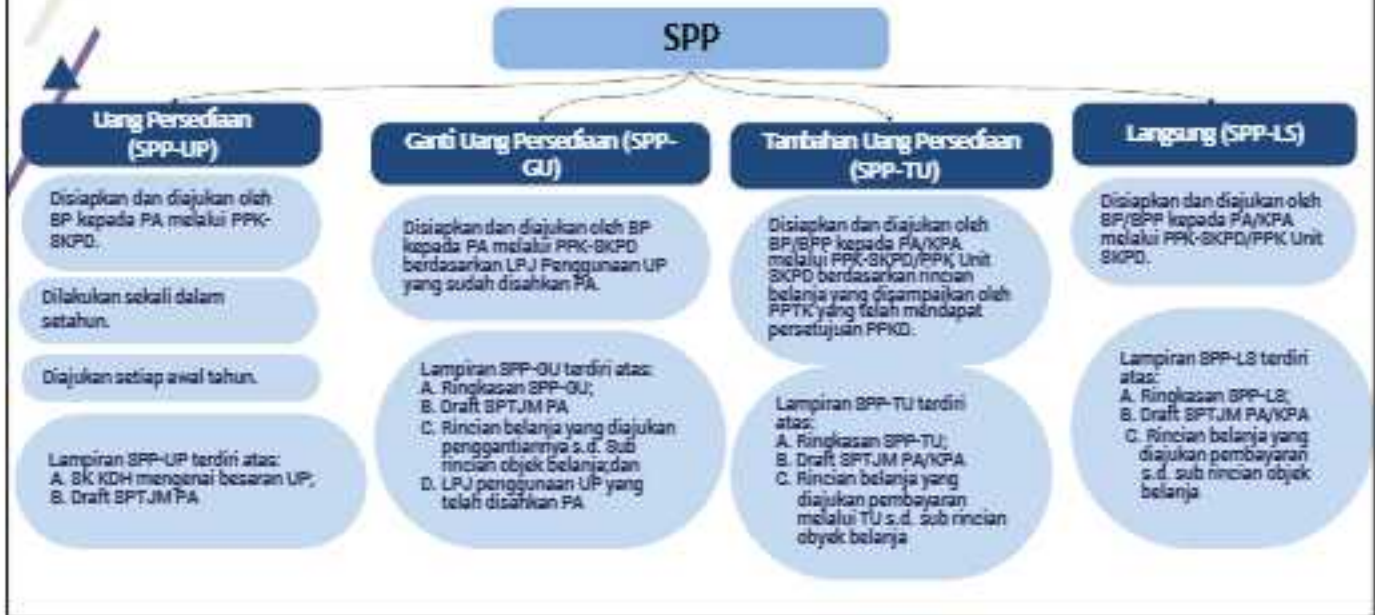 SPP
Uang Persediaan
(SPP-UP)
Disiapkan dan diajukan oleh
BP kepada PA melalui PPK-
SKPD.
Dilakukan sekali dalam
setahun.
Diajukan setiap awal tahun.
Lampiran SPP-UP terdiri atas:
A. SK KDH mengenai besaran UP;
B. Draft SPTJM PA
Ganti Uang Persediaan (SPP-
GU)
Disiapkan dan diajukan oleh BP
kepada PA melalui PPK-SKPD
berdasarkan LPJ Penggunaan UP
yang sudah disahkan PA.
Lampiran SPP-GU terdiri atas:
A. Ringkasan SPP-GU;
B. Draft SPTJM PA
C. Rincian belanja yang diajukan
penggantiannya s.d. Sub
rincian objek belanja;dan
D. LPJ penggunaan UP yang
telah disahkan PA
Tambahan Uang Persediaan
(SPP-TU)
Disiapkan dan diajukan oleh
BP/BPP kepada PA/KPA
melalui PPK-SKPD/PPK Unit
SKPD berdasarkan rincian
belanja yang disampaikan oleh
PPTK yang telah mendapat
persetujuan PPKD.
Lampiran SPP-TU terdiri
atas:
A. Ringkasan SPP-TU;
B. Draft SPTJM PA/KPA
C. Rincian belanja yang
diajukan pembayaran
melalui TU s.d. sub rincian
obyek belanja
Langsung (SPP-LS)
Disiapkan dan diajukan oleh
BP/BPP kepada PA/KPA
melalui PPK-SKPD/PPK Unit
SKPD.
Lampiran SPP-LS terdiri
atas:
A. Ringkasan SPP-LS;
B. Draft SPTJM PA/KPA
C. Rincian belanja yang
diajukan pembayaran
s.d. sub rincian objek
belanja